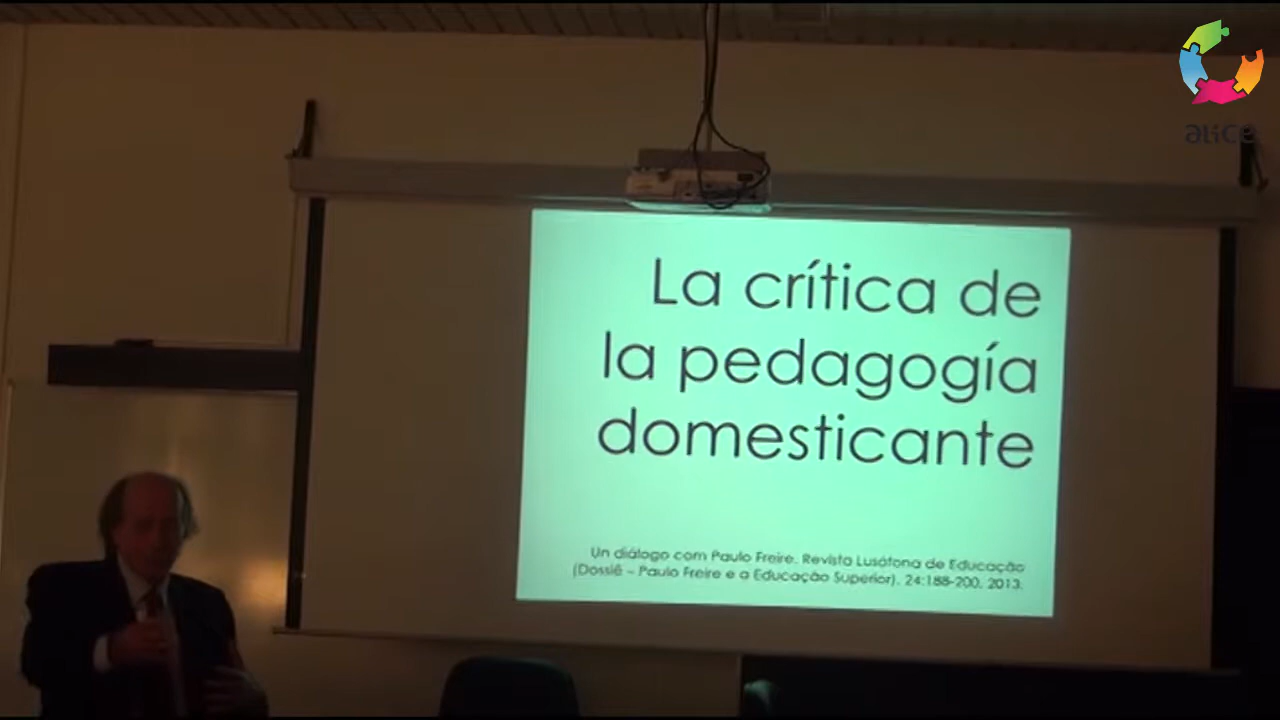 alice
La crítica de
la pedagogía
domesticante
Un diálogo com Paulo Freire. Revista Lusófona de Educação
(Dossiê – Paulo Freire e a Educação Superior), 24:188-200, 2013.